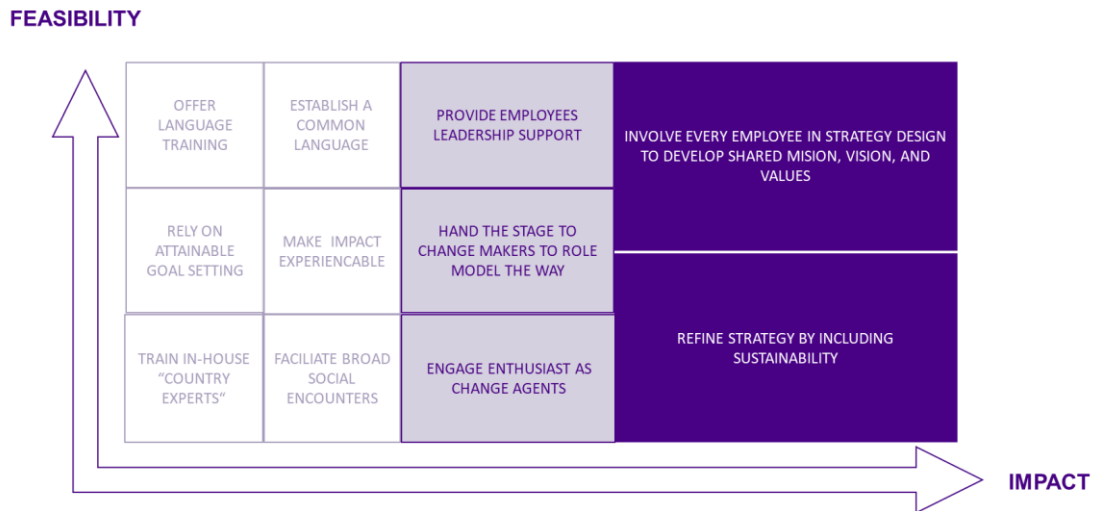 FEASIBILITY
OFFER
LANGUAGE
TRAINING
ESTABLISH A
COMMON
LANGUAGE
PROVIDE EMPLOYEES
LEADERSHIP SUPPORT
INVOLVE EVERY EMPLOYEE IN STRATEGY DESIGN
TO DEVELOP SHARED MISION, VISION, AND
VALUES
RELY ON
ATTAINABLE
GOAL SETTING
MAKE IMPACT
EXPERIENCABLE
HAND THE STAGE TO
CHANGE MAKERS TO ROLE
MODEL THE WAY
REFINE STRATEGY BY INCLUDING
SUSTAINABILITY
TRAIN IN-HOUSE
“COUNTRY
EXPERTS“
FACILIATE BROAD
SOCIAL
ENCOUNTERS
ENGAGE ENTHUSIAST AS
CHANGE AGENTS
IMPACT